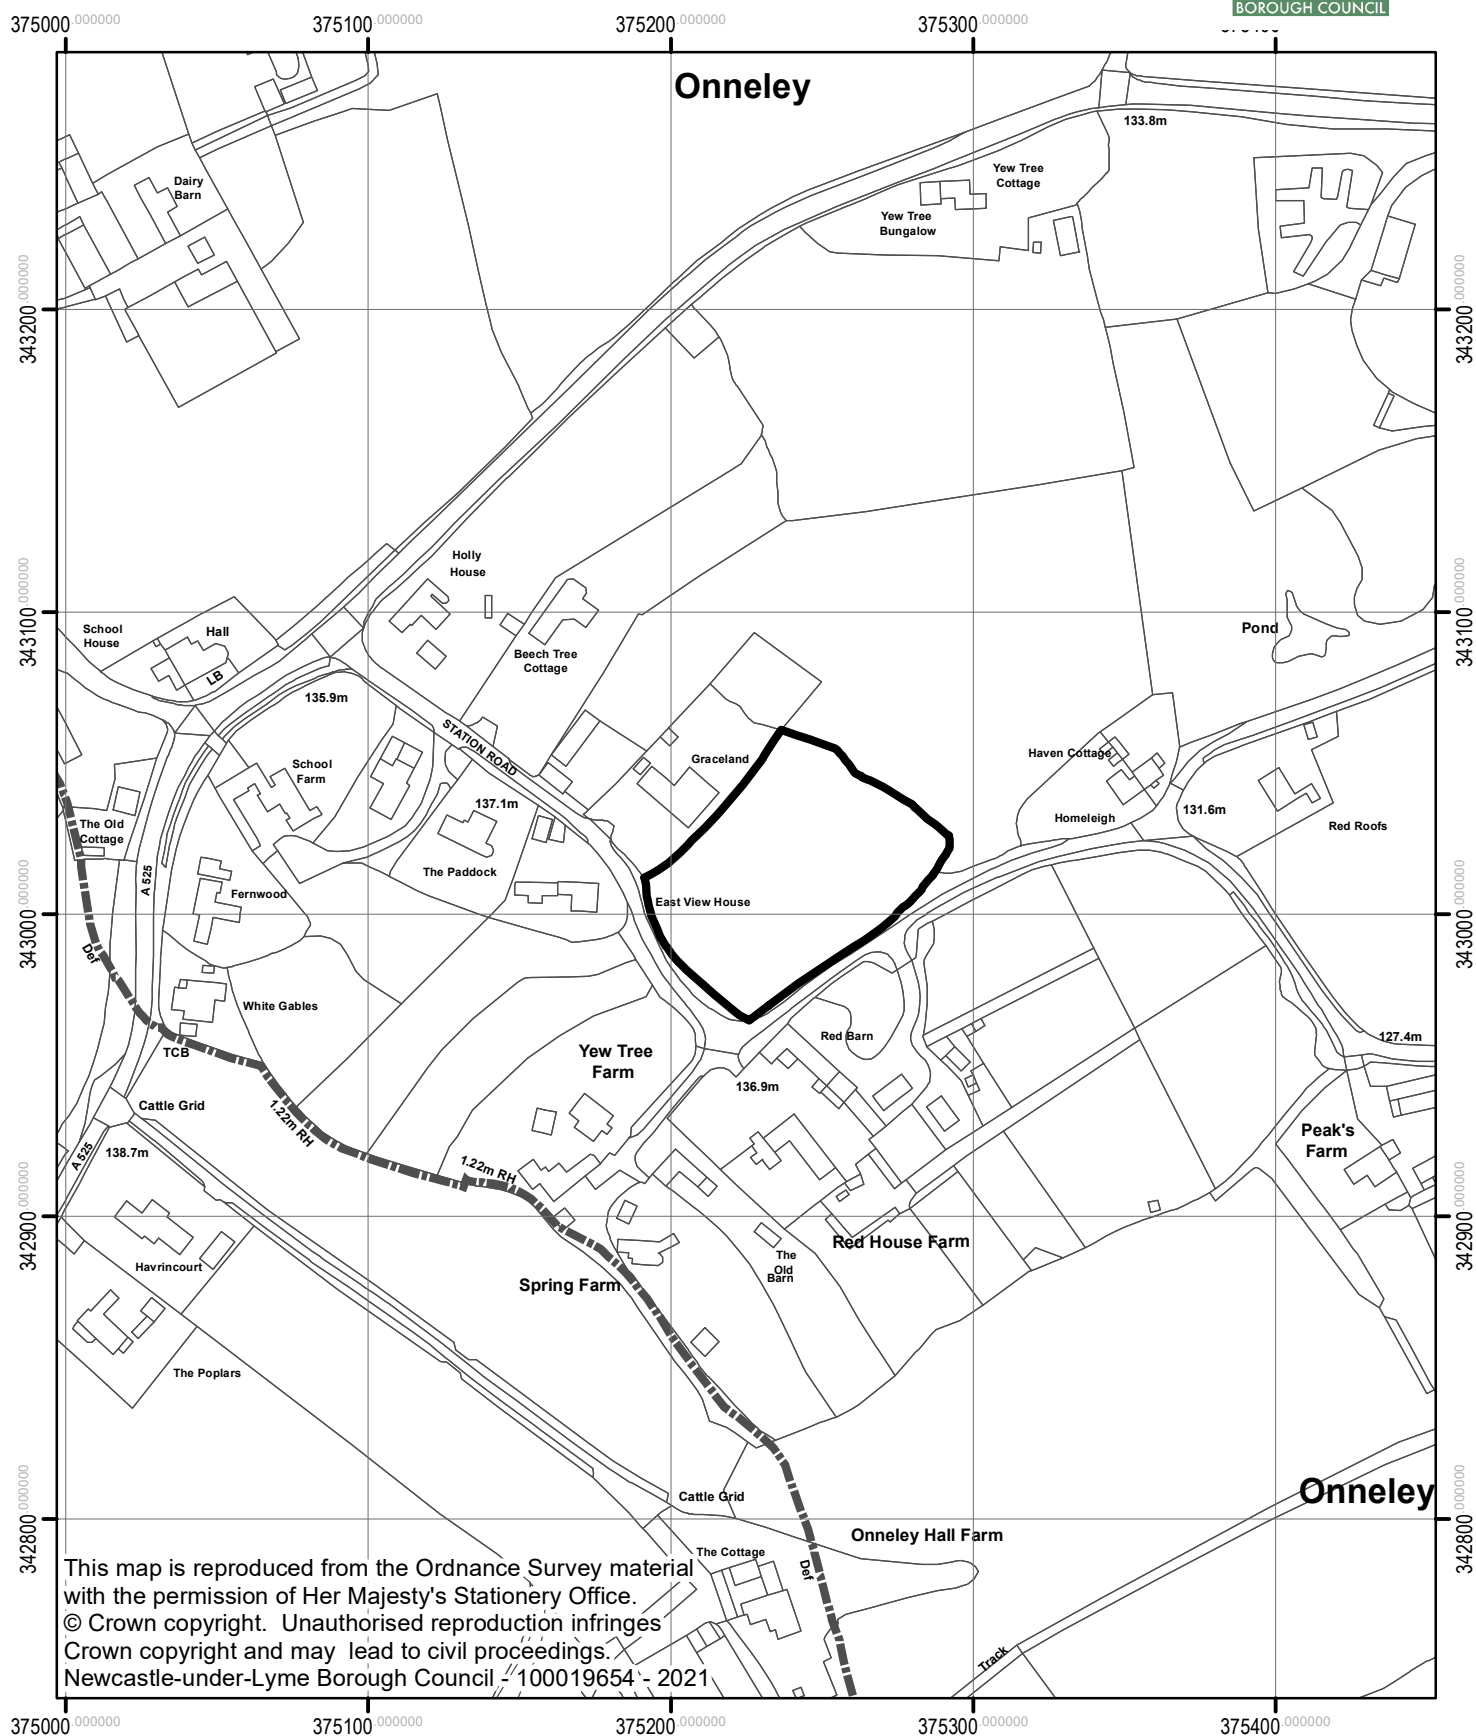 BOROUGH COUNCIL
375000.000000
375100.000000
375200.000000
375300.000000
Onneley
133.8m
Yew Tree
Cottage
Dairy
Barn
Yew Tree
Bungalow
343200.000000
343200.000000
Holly
House
343100.000000
343100.000000
School
House
Hall
Pond
LB
Beech Tree
Cottage
135.9m
STATION ROAD
Graceland
Haven Cottage
School
Farm
137.1m
131.6m
Homeleigh
Red Roofs
The Old
Cottage
A 525
The Paddock
Fernwood
East View House
343000.000000
343000.000000
Def
White Gables
Red Barn
127.4m
TCB
Yew Tree
Farm
136.9m
Cattle Grid
1.22m RH
Peak's
Farm
A 525
138.7m
1.22m RH
342900.000000
342900.000000
Red House Farm
The
Old
Barn
Havrincourt
Spring Farm
The Poplars
Onneley
Cattle Grid
342800.000000
342800.000000
Onneley Hall Farm
The Cottage
Def
This map is reproduced from the Ordnance Survey material
with the permission of Her Majesty's Stationery Office.
© Crown copyright.  Unauthorised reproduction infringes
Crown copyright and may  lead to civil proceedings.
Newcastle-under-Lyme Borough Council - 100019654 - 2021
Track
375000.000000
375100.000000
375200.000000
375300.000000
375400.000000